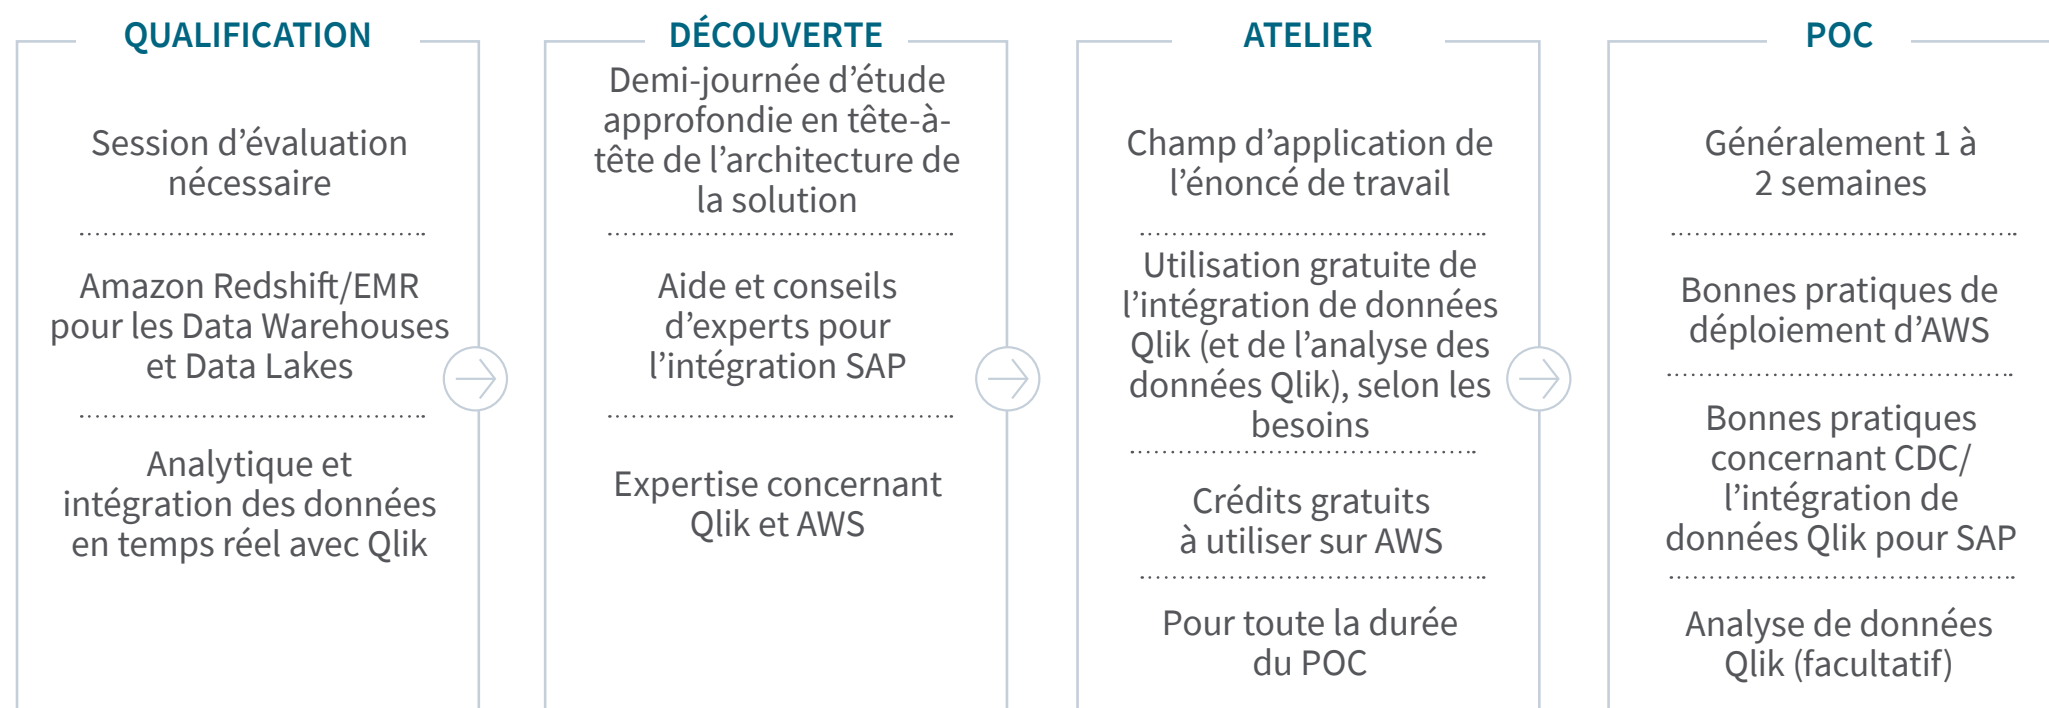 QUALIFICATION
Session d’évaluation
nécessaire
Amazon Redshift/EMR
pour les Data Warehouses
et Data Lakes
Analytique et
intégration des données
en temps réel avec Qlik
DÉCOUVERTE
Demi-journée d’étude
approfondie en tête-à-
tête de l’architecture de
la solution
Aide et conseils
d’experts pour
l’intégration SAP
Expertise concernant
Qlik et AWS
ATELIER
Champ d’application de
l’énoncé de travail
Utilisation gratuite de
l’intégration de données
Qlik (et de l’analyse des
données Qlik), selon les
besoins
Crédits gratuits
à utiliser sur AWS
Pour toute la durée
du POC
POC
Généralement 1 à
2 semaines
Bonnes pratiques de
déploiement d’AWS
Bonnes pratiques
concernant CDC/
l’intégration de
données Qlik pour SAP
Analyse de données
Qlik (facultatif)